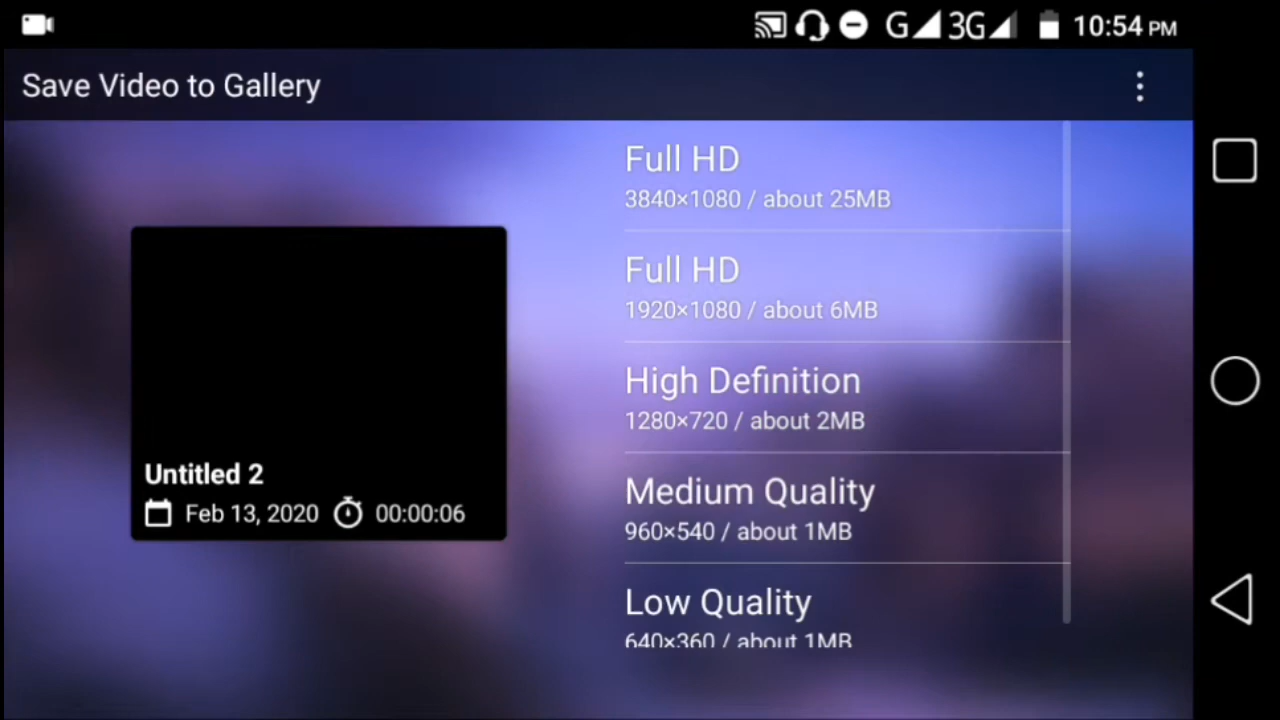 G 3G 10:54 PM
Save Video to Gallery
Full HD
3840×1080 / about 25MB
Full HD
1920×1080 / about 6MB
High Definition
1280×720 / about 2MB
Medium Quality
960×540 / about 1MB
Low Quality
640×360 / about 1MB
Untitled 2
Feb 13, 2020 00:00:06